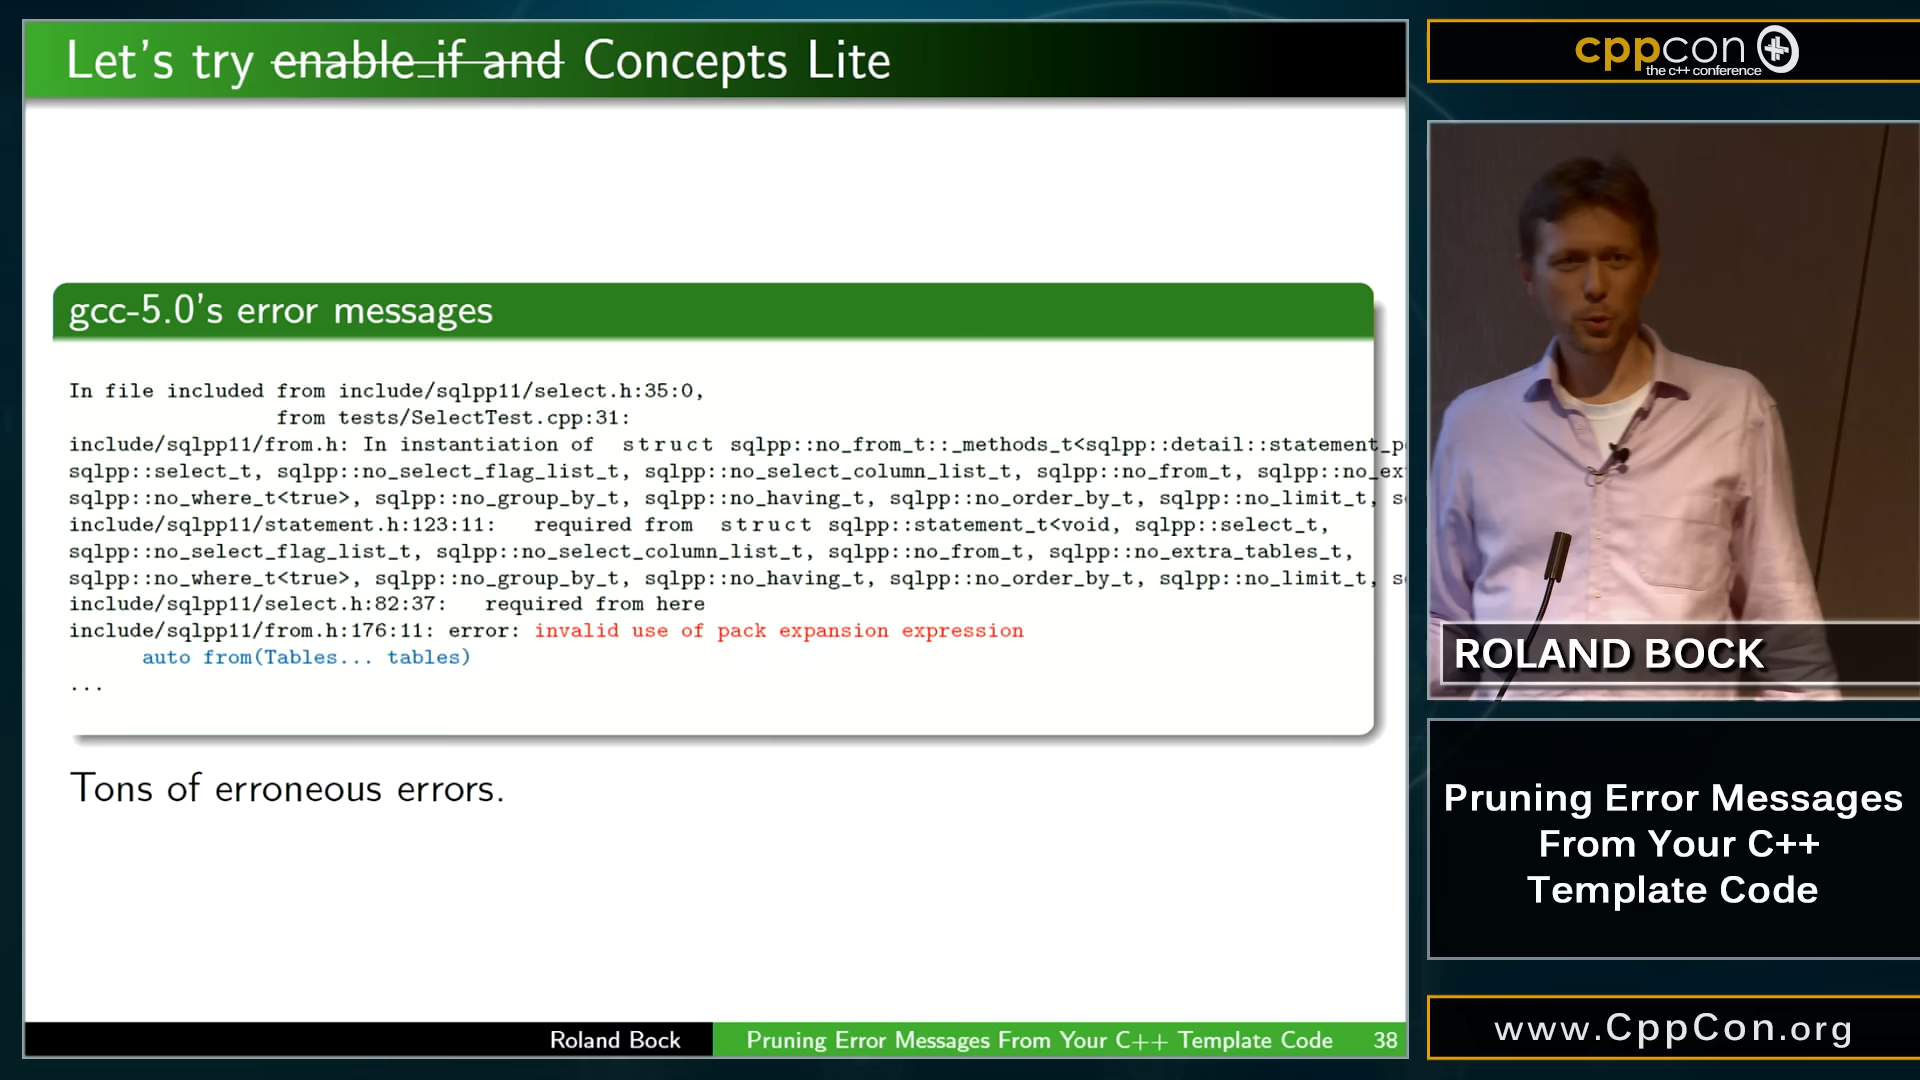 Let's try enable_if and Concepts Lite
gcc-5.0's error messages
In file included from include/sqlpp11/select.h:35:0,
from tests/SelectTest.cpp:31:
include/sqlpp11/from.h: In instantiation of struct sqlpp::no_from_t::_methods_t<sqlpp::detail::statement_p
sqlpp::select_t, sqlpp::no_select_flag_list_t, sqlpp::no_select_column_list_t, sqlpp::no_from_t, sqlpp::no_ex
sqlpp::no_where_t<true>, sqlpp::no_group_by_t, sqlpp::no_having_t, sqlpp::no_order_by_t, sqlpp::no_limit_t, s
include/sqlpp11/statement.h:123:11: required from struct sqlpp::statement_t<void, sqlpp::select_t,
sqlpp::no_select_flag_list_t, sqlpp::no_select_column_list_t, sqlpp::no_from_t, sqlpp::no_extra_tables_t,
sqlpp::no_where_t<true>, sqlpp::no_group_by_t, sqlpp::no_having_t, sqlpp::no_order_by_t, sqlpp::no_limit_t, s
include/sqlpp11/select.h:82:37: required from here
include/sqlpp11/from.h:176:11: error: invalid use of pack expansion expression
auto from(Tables... tables)
...
Tons of erroneous errors.
Roland Bock
Pruning Error Messages From Your C++ Template Code
38
cppcon
the c++ conference
ROLAND BOCK
Pruning Error Messages
From Your C++
Template Code
www.CppCon.org